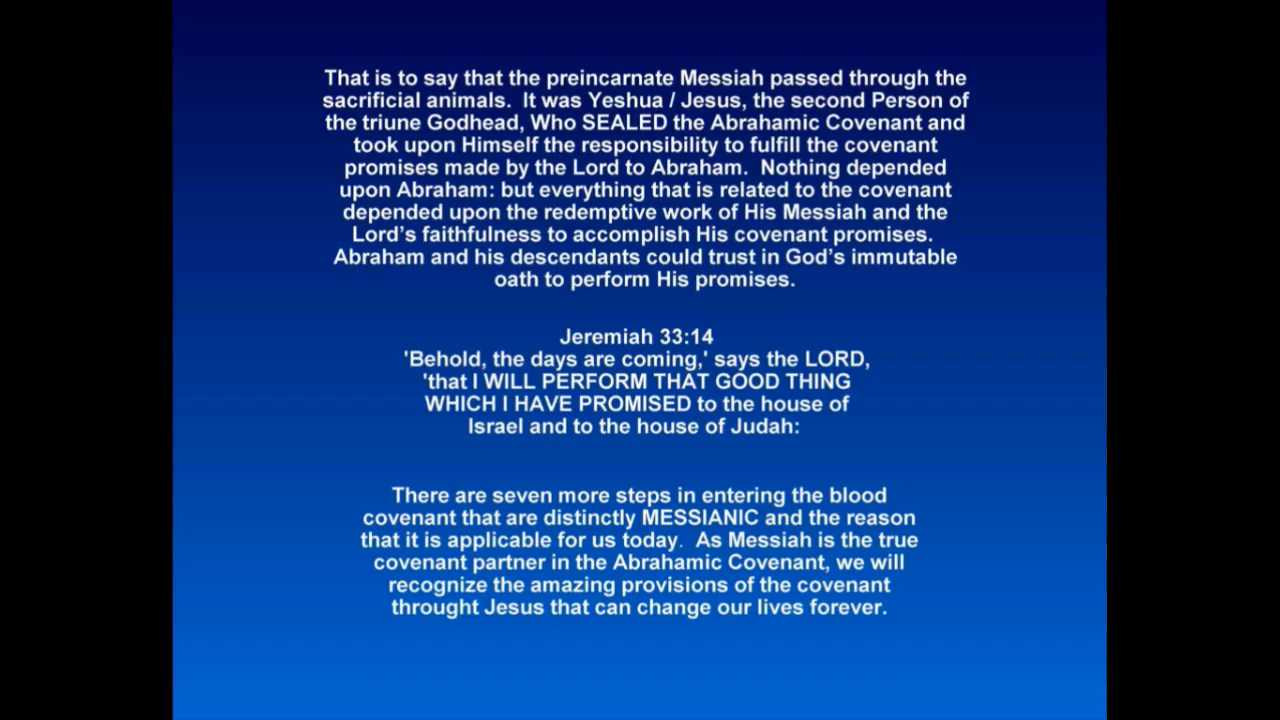 That is to say that the preincarnate Messiah passed through the
sacrificial animals.  It was Yeshua / Jesus, the second Person of
the triune Godhead, Who SEALED the Abrahamic Covenant and
took upon Himself the responsibility to fulfill the covenant
promises made by the Lord to Abraham.  Nothing depended
upon Abraham: but everything that is related to the covenant
depended upon the redemptive work of His Messiah and the
Lord’s faithfulness to accomplish His covenant promises.
Abraham and his descendants could trust in God’s immutable
oath to perform His promises.
Jeremiah 33:14
'Behold, the days are coming,' says the LORD,
'that I WILL PERFORM THAT GOOD THING
WHICH I HAVE PROMISED to the house of
Israel and to the house of Judah:
There are seven more steps in entering the blood
covenant that are distinctly MESSIANIC and the reason
that it is applicable for us today.  As Messiah is the true
covenant partner in the Abrahamic Covenant, we will
recognize the amazing provisions of the covenant
throught Jesus that can change our lives forever.